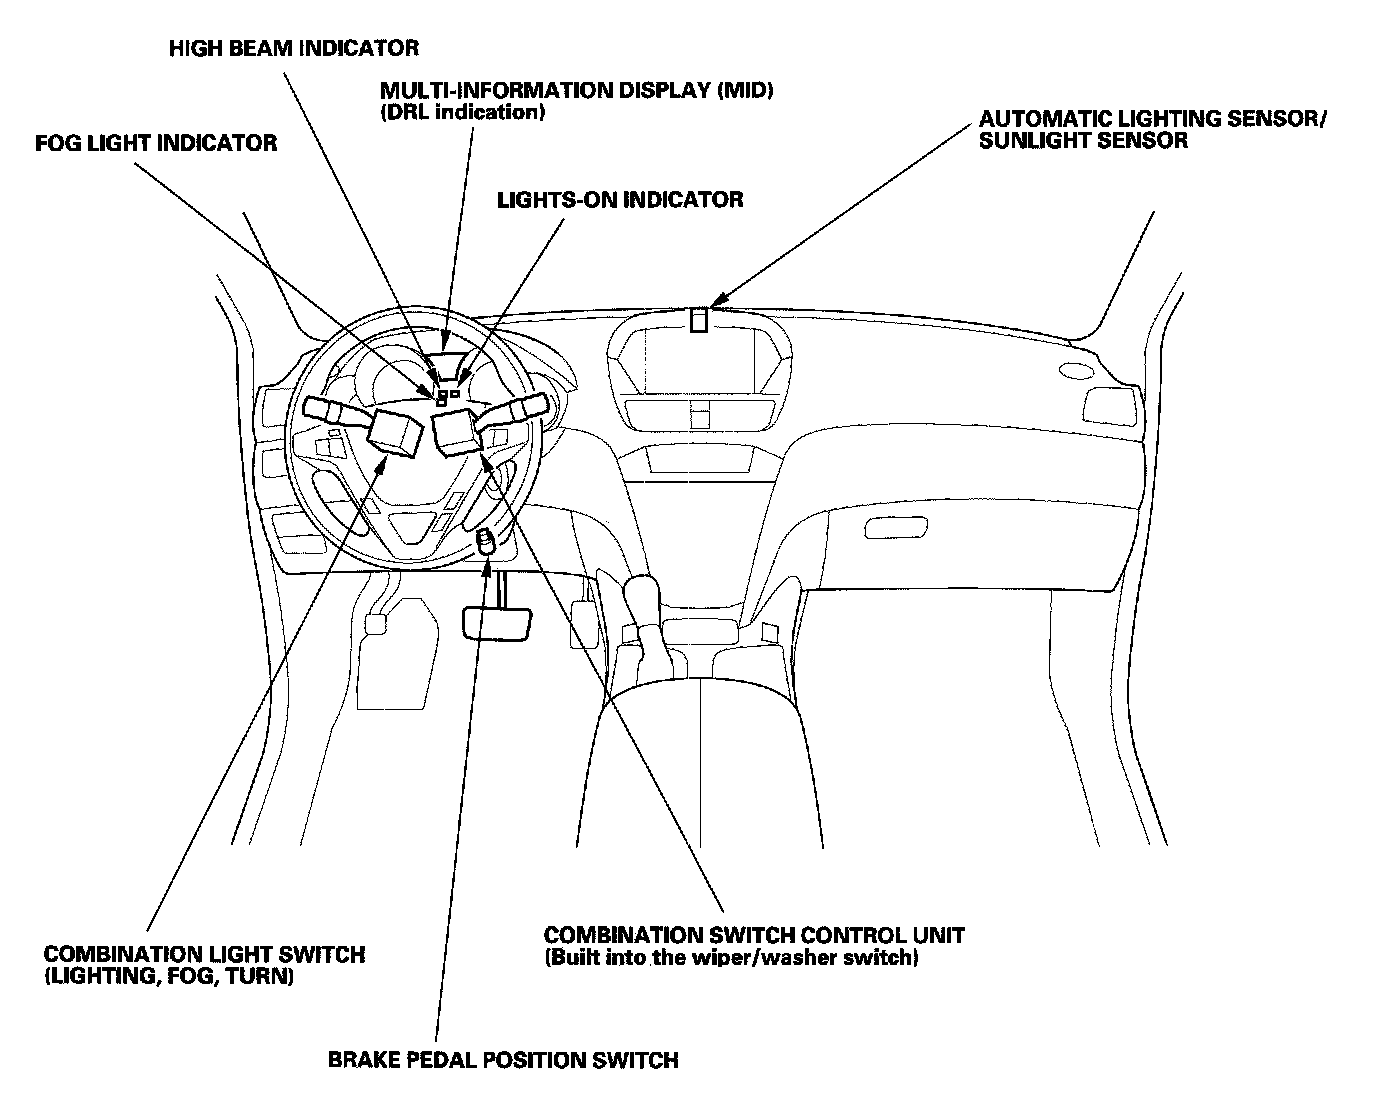 HIGH BEAM INDICATOR
MULTI-INFORMATION DISPLAY (MID)
(DRL indication)
AUTOMATIC LIGHTING SENSOR/
SUNLIGHT SENSOR
FOG LIGHT INDICATOR
LIGHTS-ON INDICATOR
COMBINATION LIGHT SWITCH
(LIGHTING, FOG, TURN)
COMBINATION SWITCH CONTROL UNIT
(Built into the wiper/washer switch)
BRAKE PEDAL POSITION SWITCH